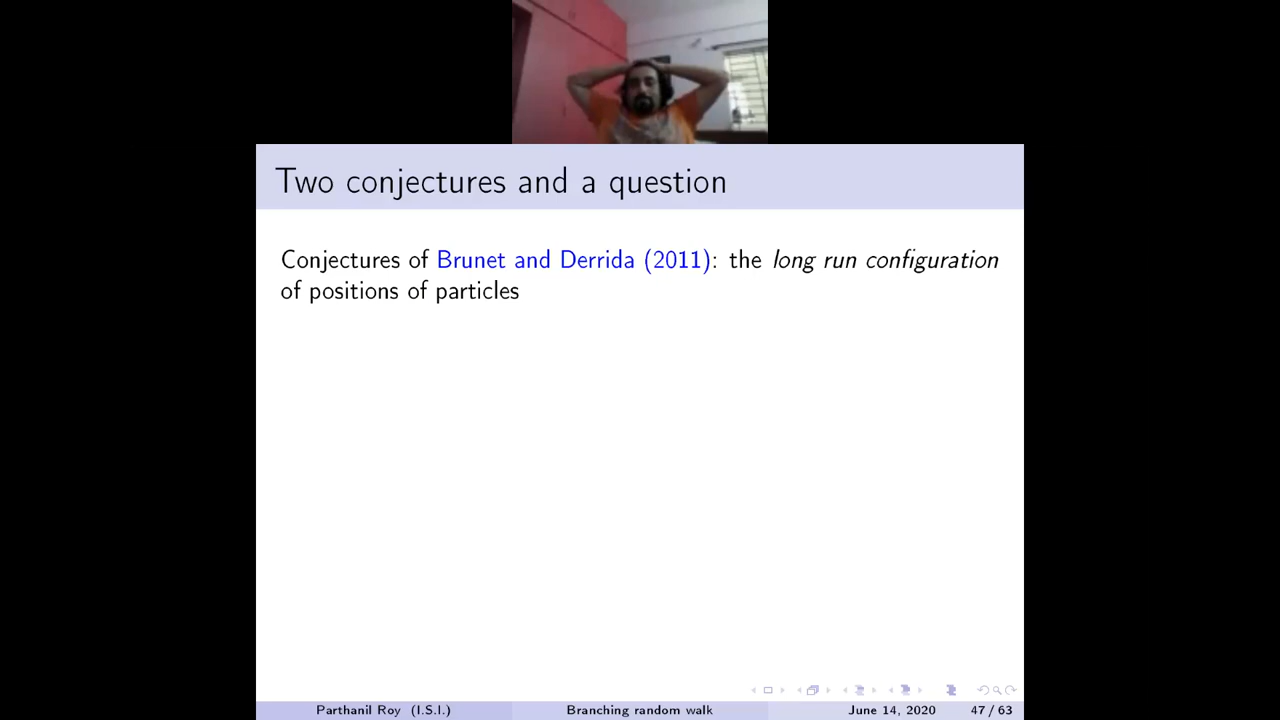 Two conjectures and a question
Conjectures of Brunet and Derrida (2011): the long run configuration
of positions of particles
Parthanil Roy (I.S.I.) Branching random walk June 14, 2020 47 / 63